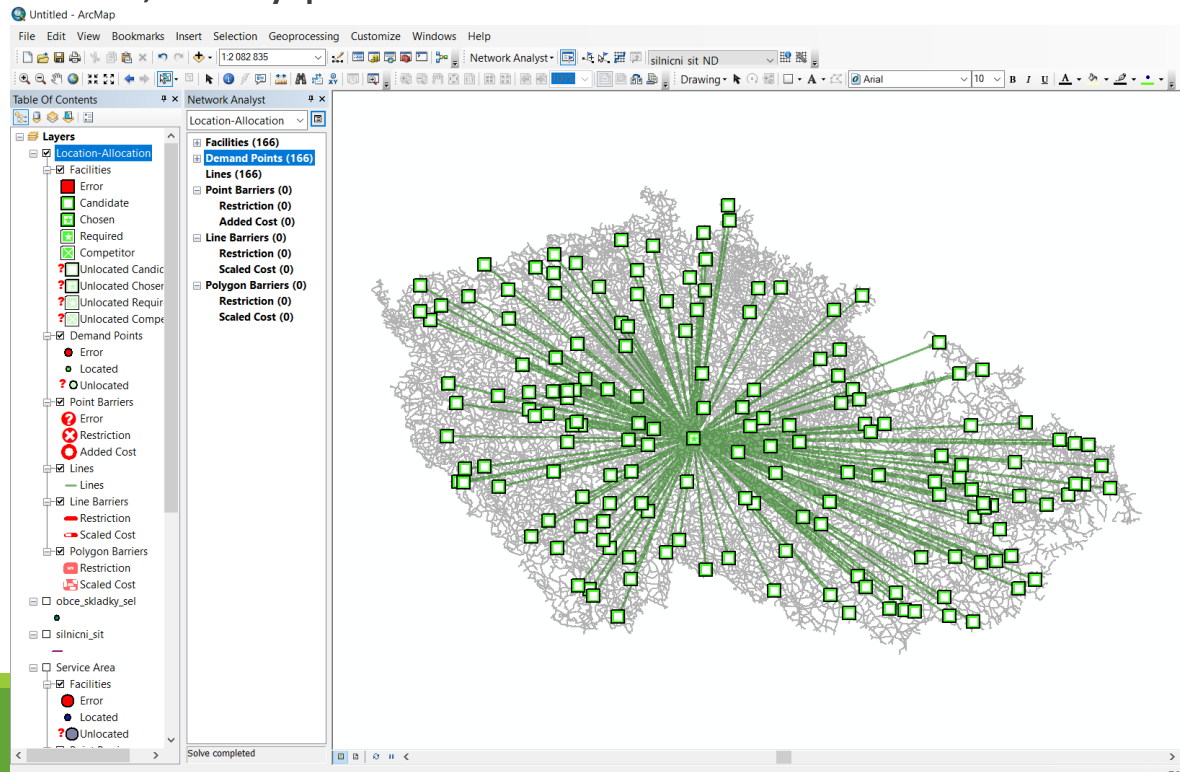 Untitled - ArcMap
File Edit View Bookmarks Insert Selection Geoprocessing Customize Windows Help
1:2 082 835 Network Analyst silnicni_sit_ND
Drawing Arial 10 B I U A
Table Of Contents
Layers
Location-Allocation
Facilities
Error
Candidate
Chosen
Required
Competitor
Unlocated Candic
Unlocated Choser
Unlocated Requir
Unlocated Compe
Demand Points
Error
Located
Unlocated
Point Barriers
Error
Restriction
Added Cost
Lines
Lines
Line Barriers
Restriction
Scaled Cost
Polygon Barriers
Restriction
Scaled Cost
obce_skladky_sel
silnicni_sit
Service Area
Facilities
Error
Located
Unlocated
Network Analyst
Location-Allocation
Facilities (166)
Demand Points (166)
Lines (166)
Point Barriers (0)
Restriction (0)
Added Cost (0)
Line Barriers (0)
Restriction (0)
Scaled Cost (0)
Polygon Barriers (0)
Restriction (0)
Scaled Cost (0)
Solve completed